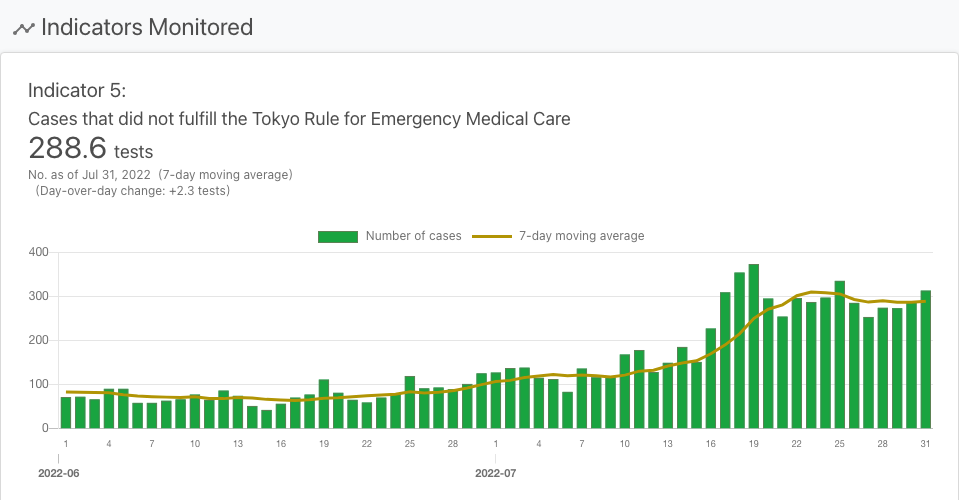 Indicators Monitored
Indicator 5:
Cases that did not fulfill the Tokyo Rule for Emergency Medical Care
288.6 tests
No. as of Jul 31, 2022 (7-day moving average)
(Day-over-day change: +2.3 tests)
Number of cases 7-day moving average
400
300
200
100
0
1 4 7 10 13 16 19 22 25 28 1 4 7 10 13 16 19 22 25 28 31
2022-06 2022-07